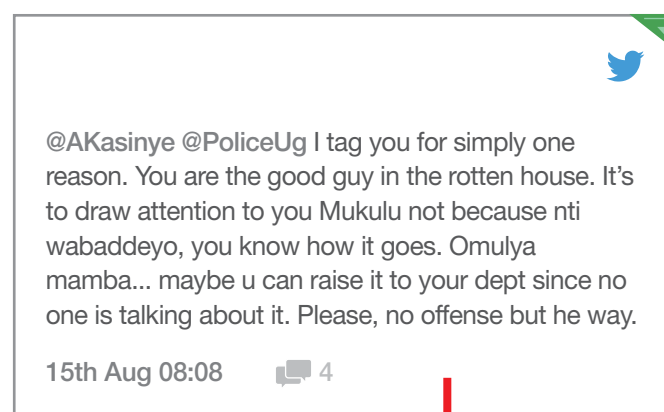 @AKasinye @PoliceUg I tag you for simply one
reason. You are the good guy in the rotten house. It’s
to draw attention to you Mukulu not because nti
wabaddeyo, you know how it goes. Omulya
mamba... maybe u can raise it to your dept since no
one is talking about it. Please, no offense but he way.
15th Aug 08:08 4